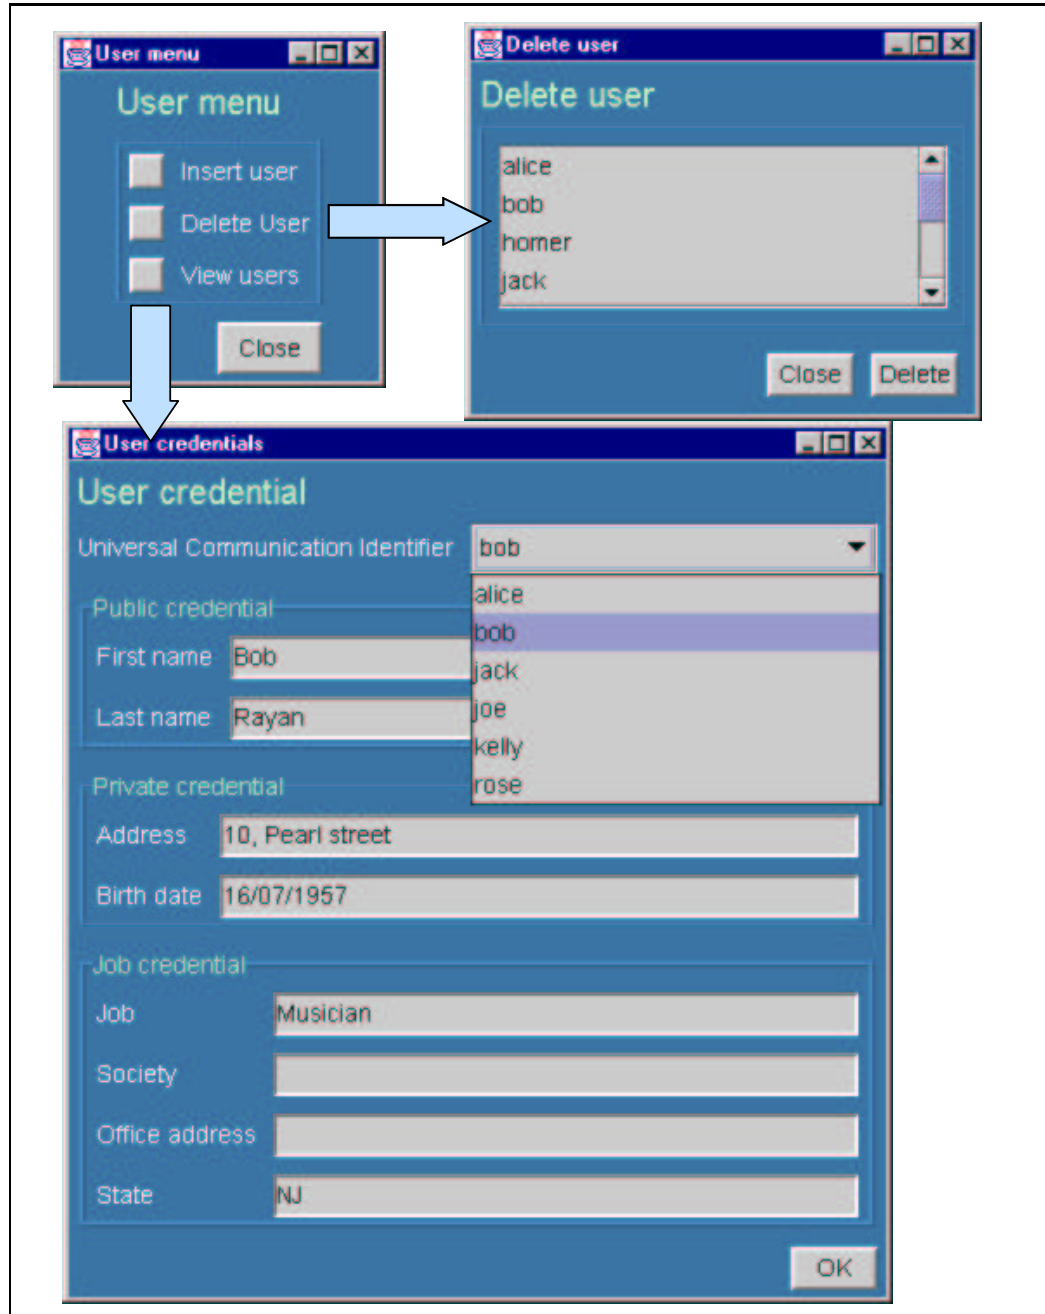 User menu
User menu
Insert user
Delete User
View users
Close
Delete user
Delete user
alice
bob
homer
jack
Close Delete
User credentials
User credential
Universal Communication Identifier bob
alice
bob
jack
joe
kelly
rose
Public credential
First name Bob
Last name Rayan
Private credential
Address 10, Pearl street
Birth date 16/07/1957
Job credential
Job Musician
Society
Office address
State NJ
OK